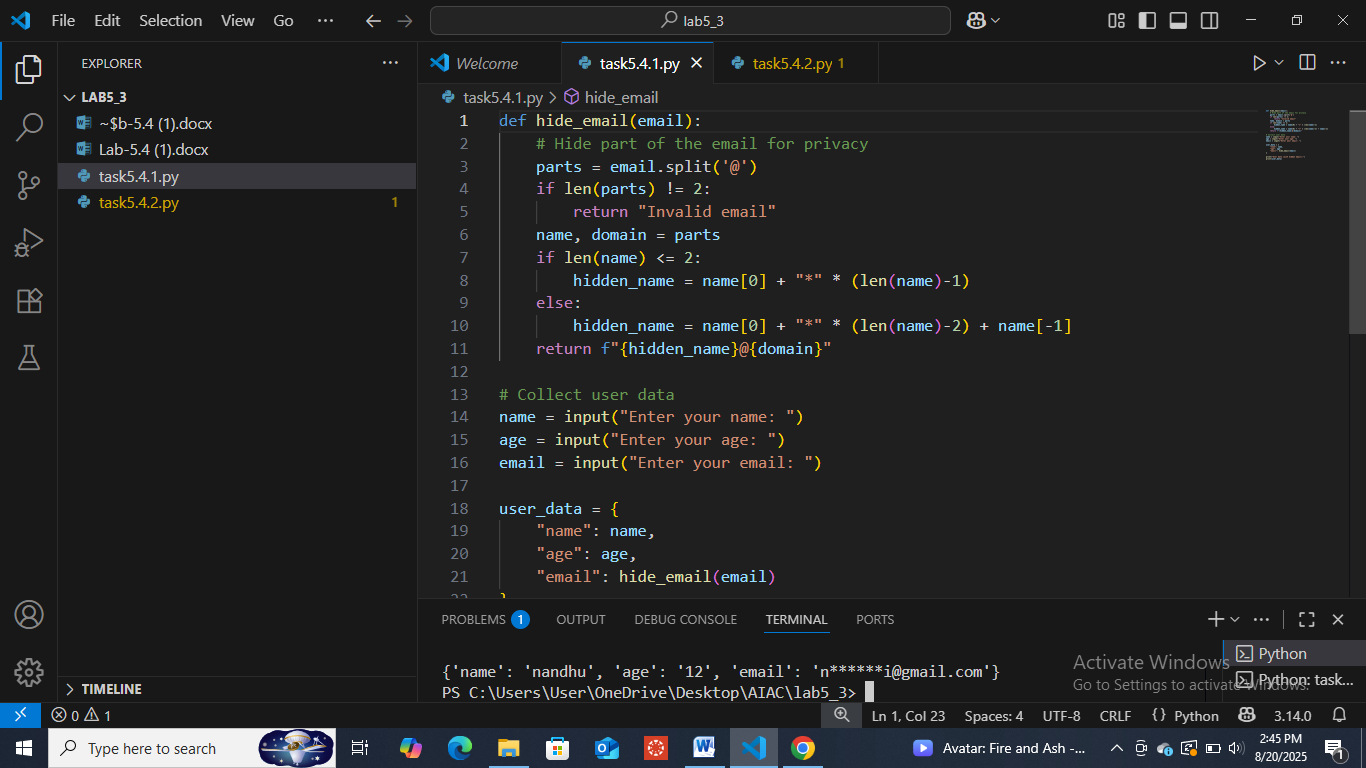 File Edit Selection View Go ··· lab5_3
EXPLORER
LAB5_3
~$b-5.4 (1).docx
Lab-5.4 (1).docx
task5.4.1.py
task5.4.2.py 1
TIMELINE
Welcome task5.4.1.py task5.4.2.py 1
task5.4.1.py > hide_email
1 def hide_email(email):
2 # Hide part of the email for privacy
3 parts = email.split('@')
4 if len(parts) != 2:
5 return "Invalid email"
6 name, domain = parts
7 if len(name) <= 2:
8 hidden_name = name[0] + "*" * (len(name)-1)
9 else:
10 hidden_name = name[0] + "*" * (len(name)-2) + name[-1]
11 return f"{hidden_name}@{domain}"
12
13 # Collect user data
14 name = input("Enter your name: ")
15 age = input("Enter your age: ")
16 email = input("Enter your email: ")
17
18 user_data = {
19 "name": name,
20 "age": age,
21 "email": hide_email(email)
22 }
PROBLEMS 1 OUTPUT DEBUG CONSOLE TERMINAL PORTS
{'name': 'nandhu', 'age': '12', 'email': 'n******i@gmail.com'}
PS C:\Users\User\OneDrive\Desktop\AIAC\lab5_3>
Python
Python: task...
Activate Windows
Go to Settings to activate Windows.
0 1 Ln 1, Col 23 Spaces: 4 UTF-8 CRLF {} Python 3.14.0
Type here to search
Avatar: Fire and Ash -...
2:45 PM
8/20/2025
1